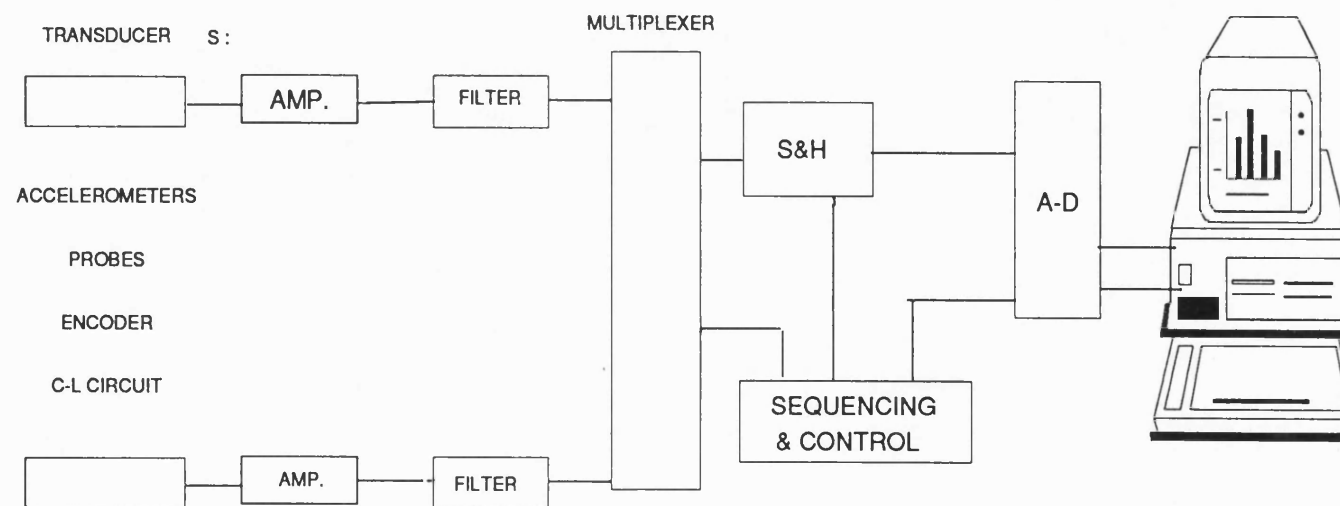 MULTIPLEXER
TRANSDUCER S :
AMP.
FILTER
S&H
ACCELEROMETERS
A-D
PROBES
ENCODER
C-L CIRCUIT
SEQUENCING
& CONTROL
AMP.
FILTER